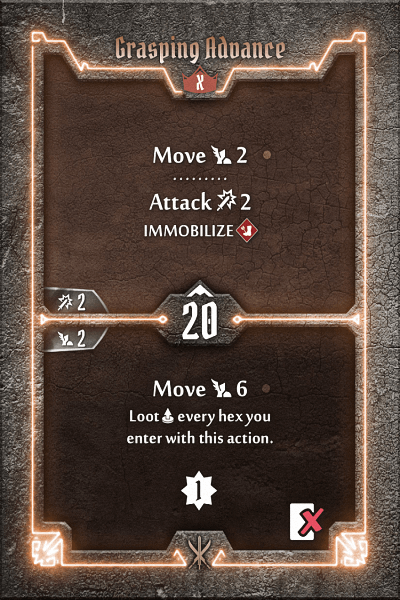 Grasping Advance
X
Move 2
Attack 2
IMMOBILIZE
2
20
2
Move 6
Loot every hex you
enter with this action.
1